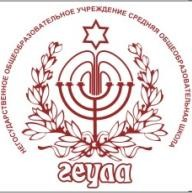 НЕГОСУДАРСТВЕННОЕ ОБЩЕОБРАЗОВАТЕЛЬНОЕ УЧРЕЖДЕНИЕ СРЕДНЯЯ ОБЩЕОБРАЗОВАТЕЛЬНАЯ ШКОЛА
геула